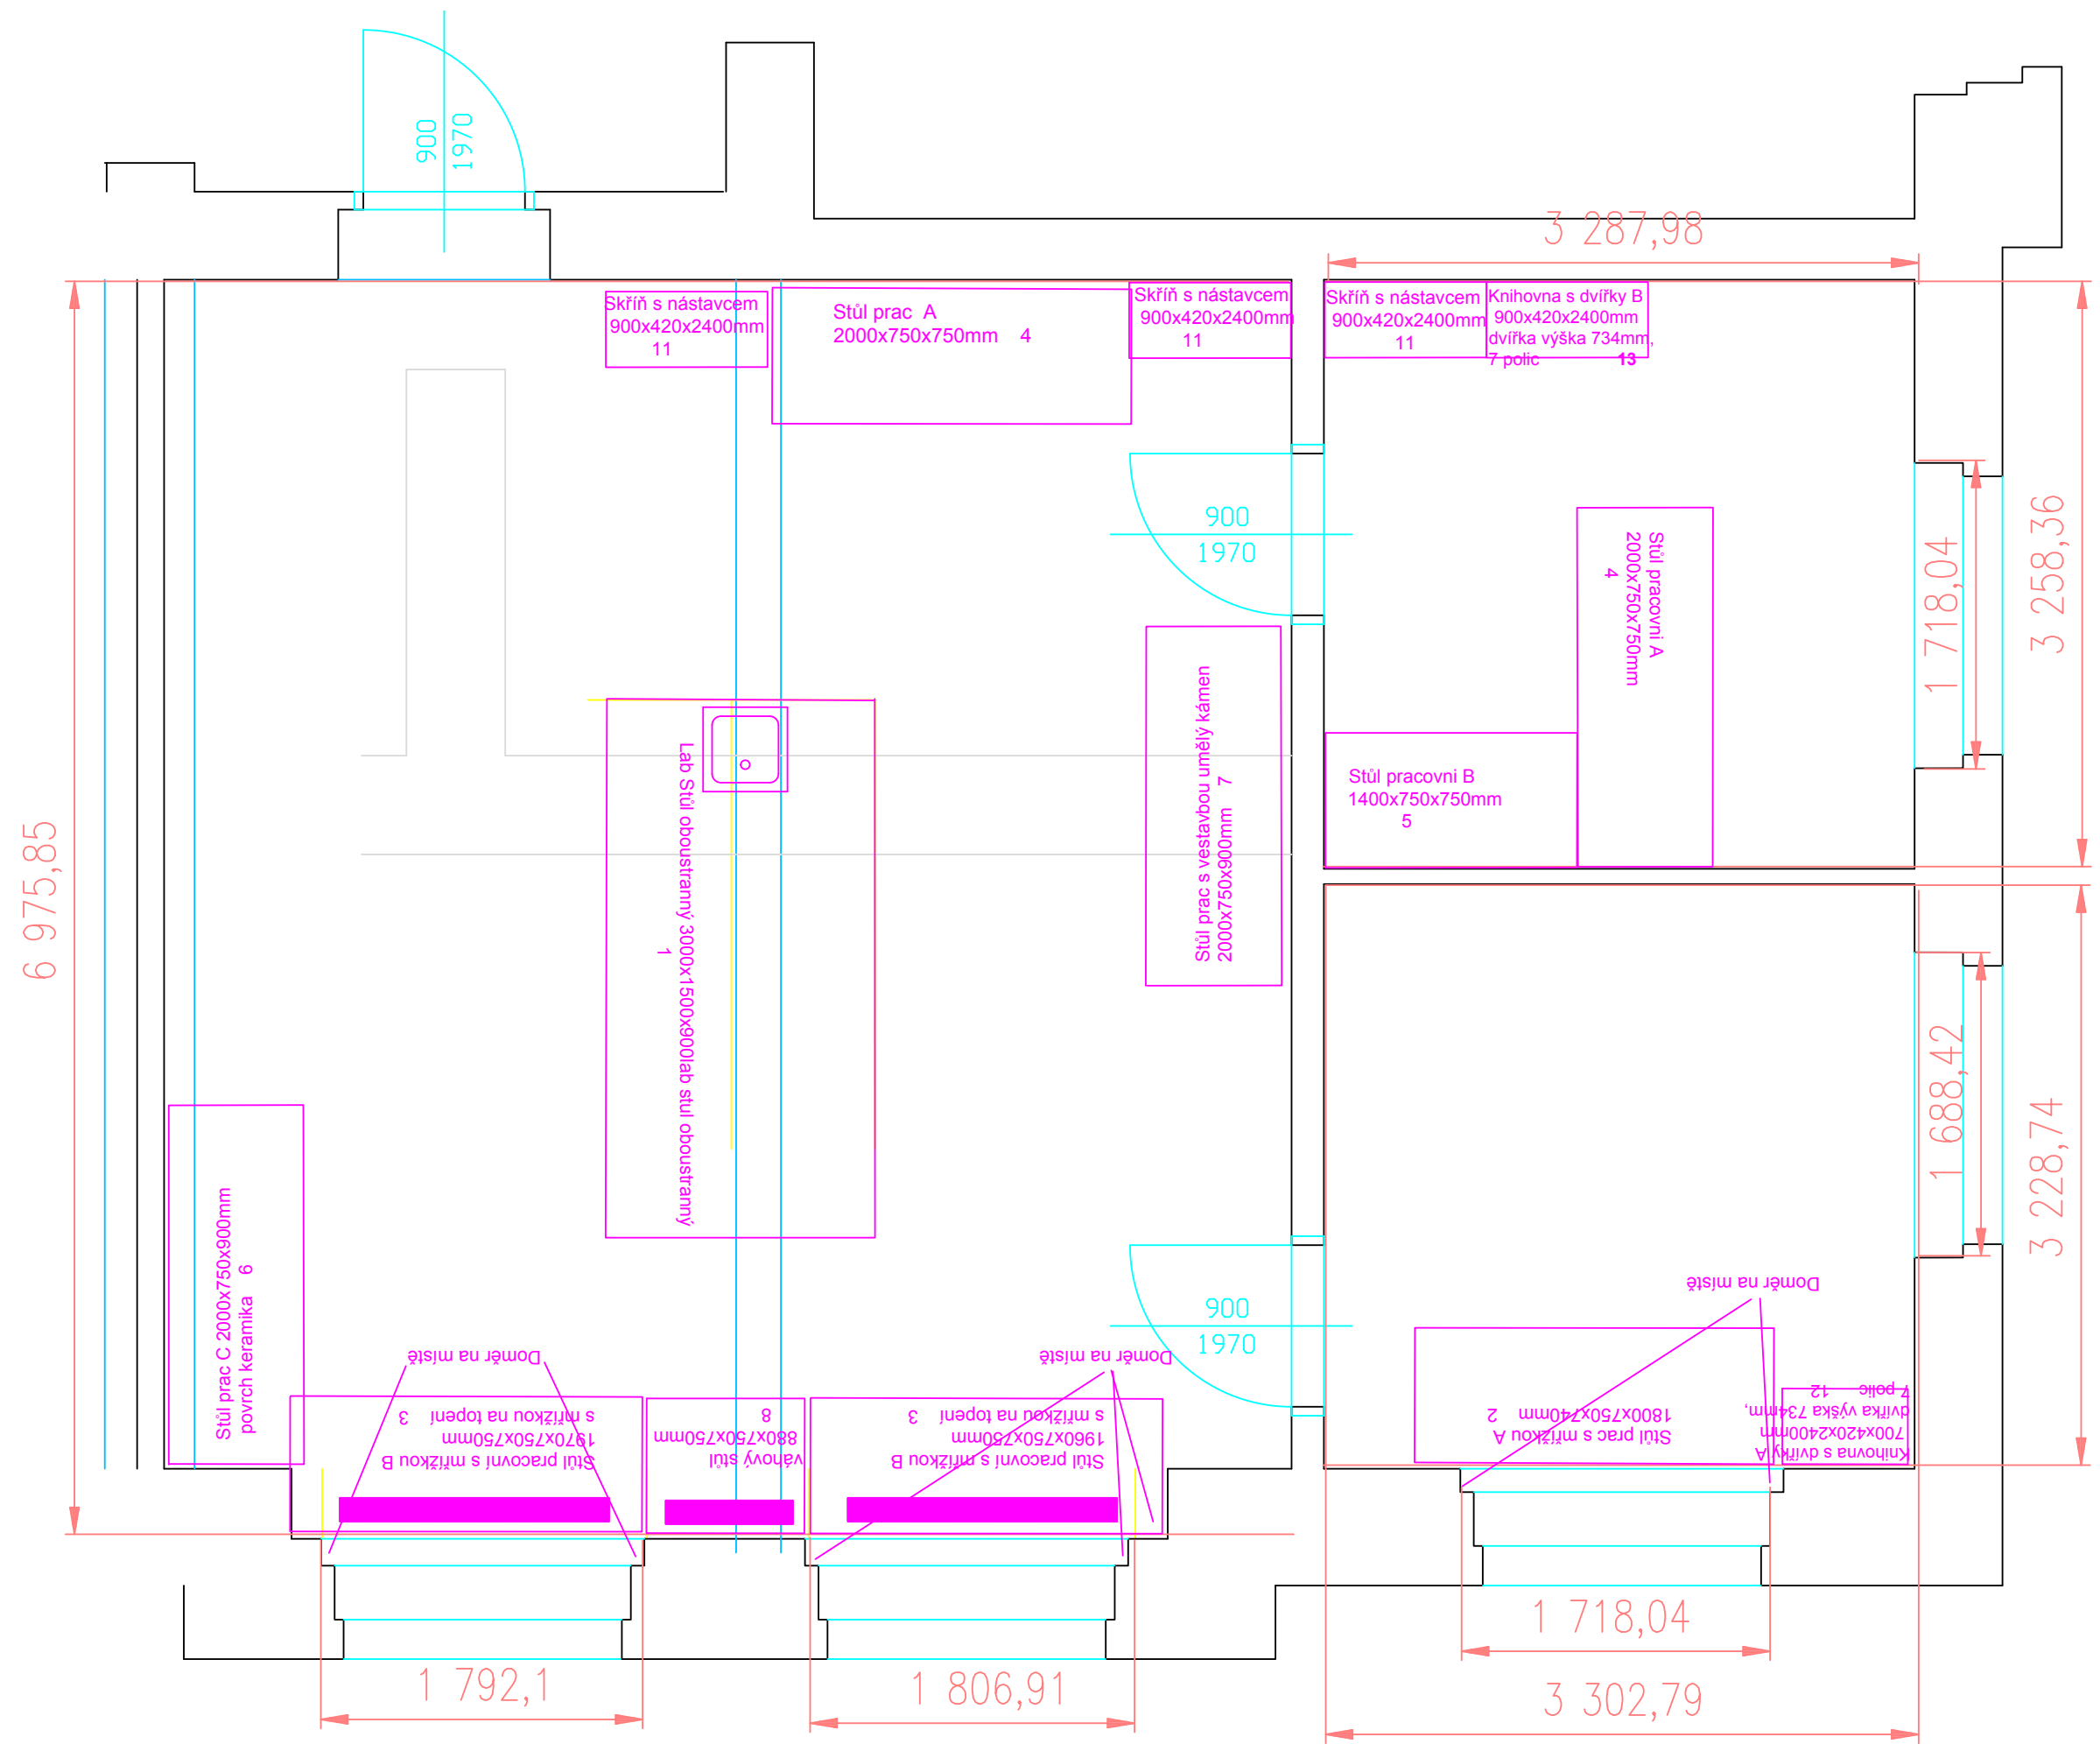 900
1970
3 287,98
Skříň s nástavcem
900x420x2400mm
11
Stůl prac  A
2000x750x750mm    4
Skříň s nástavcem
900x420x2400mm
11
Skříň s nástavcem
900x420x2400mm
11
Knihovna s dvířky B
900x420x2400mm
dvířka výška 734mm,
7 polic 13
900
1970
Stůl pracovni A
2000x750x750mm
4
1 718,04
3 258,36
Stůl prac s vestavbou umělý kámen
2000x750x900mm    7
Lab Stůl oboustranný 3000x1500x900lab stul oboustranný
1
Stůl pracovni B
1400x750x750mm
5
6 975,85
1 688,42
3 228,74
Stůl prac C 2000x750x900mm
povrch keramika    6
900
1970
Doměr na místě
Doměr na místě
Doměr na místě
Stůl pracovní s mřížkou B
1970x750x750mm
s mřížkou na topení    3
váhový stůl
880x750x750mm
8
Stůl pracovní s mřížkou B
1960x750x750mm
s mřížkou na topení    3
Stůl prac s mřížkou A
1800x750x740mm    2
Knihovna s dvířky A
700x420x2400mm
dvířka výška 734mm,
7 polic 12
1 792,1
1 806,91
1 718,04
3 302,79